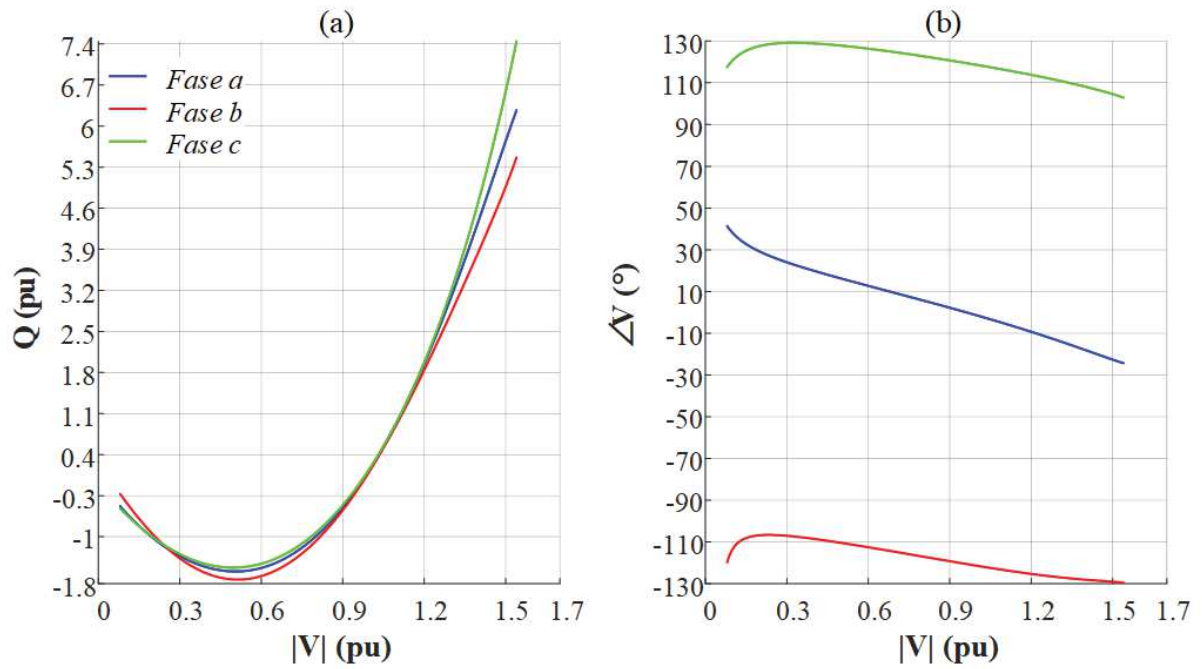 (a)
Q (pu)
7.4
6.7
6
5.3
4.6
3.9
3.2
2.5
1.8
1.1
0.4
-0.3
-1
-1.8
Fase a
Fase b
Fase c
0 0.3 0.6 0.9 1.2 1.5 1.7
|V| (pu)
(b)
∠V (°)
130
110
90
70
50
30
10
-10
-30
-50
-70
-90
-110
-130
0 0.3 0.6 0.9 1.2 1.5 1.7
|V| (pu)